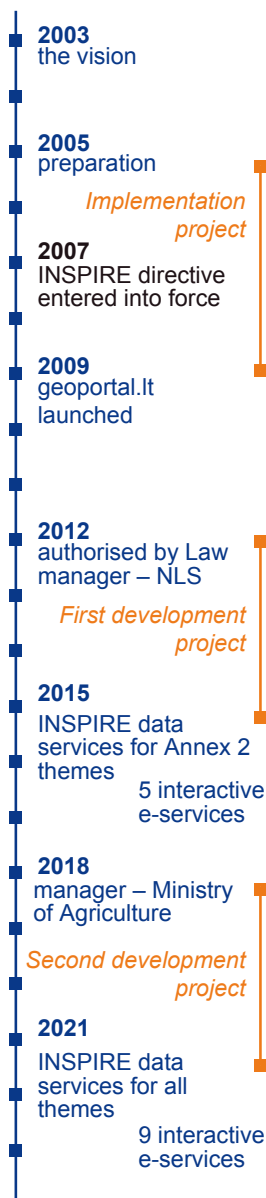 2003
the vision
2005
preparation
Implementation
project
2007
INSPIRE directive
entered into force
2009
geoportal.lt
launched
2012
authorised by Law
manager – NLS
First development
project
2015
INSPIRE data
services for Annex 2
themes
5 interactive
e-services
2018
manager – Ministry
of Agriculture
Second development
project
2021
INSPIRE data
services for all
themes
9 interactive
e-services